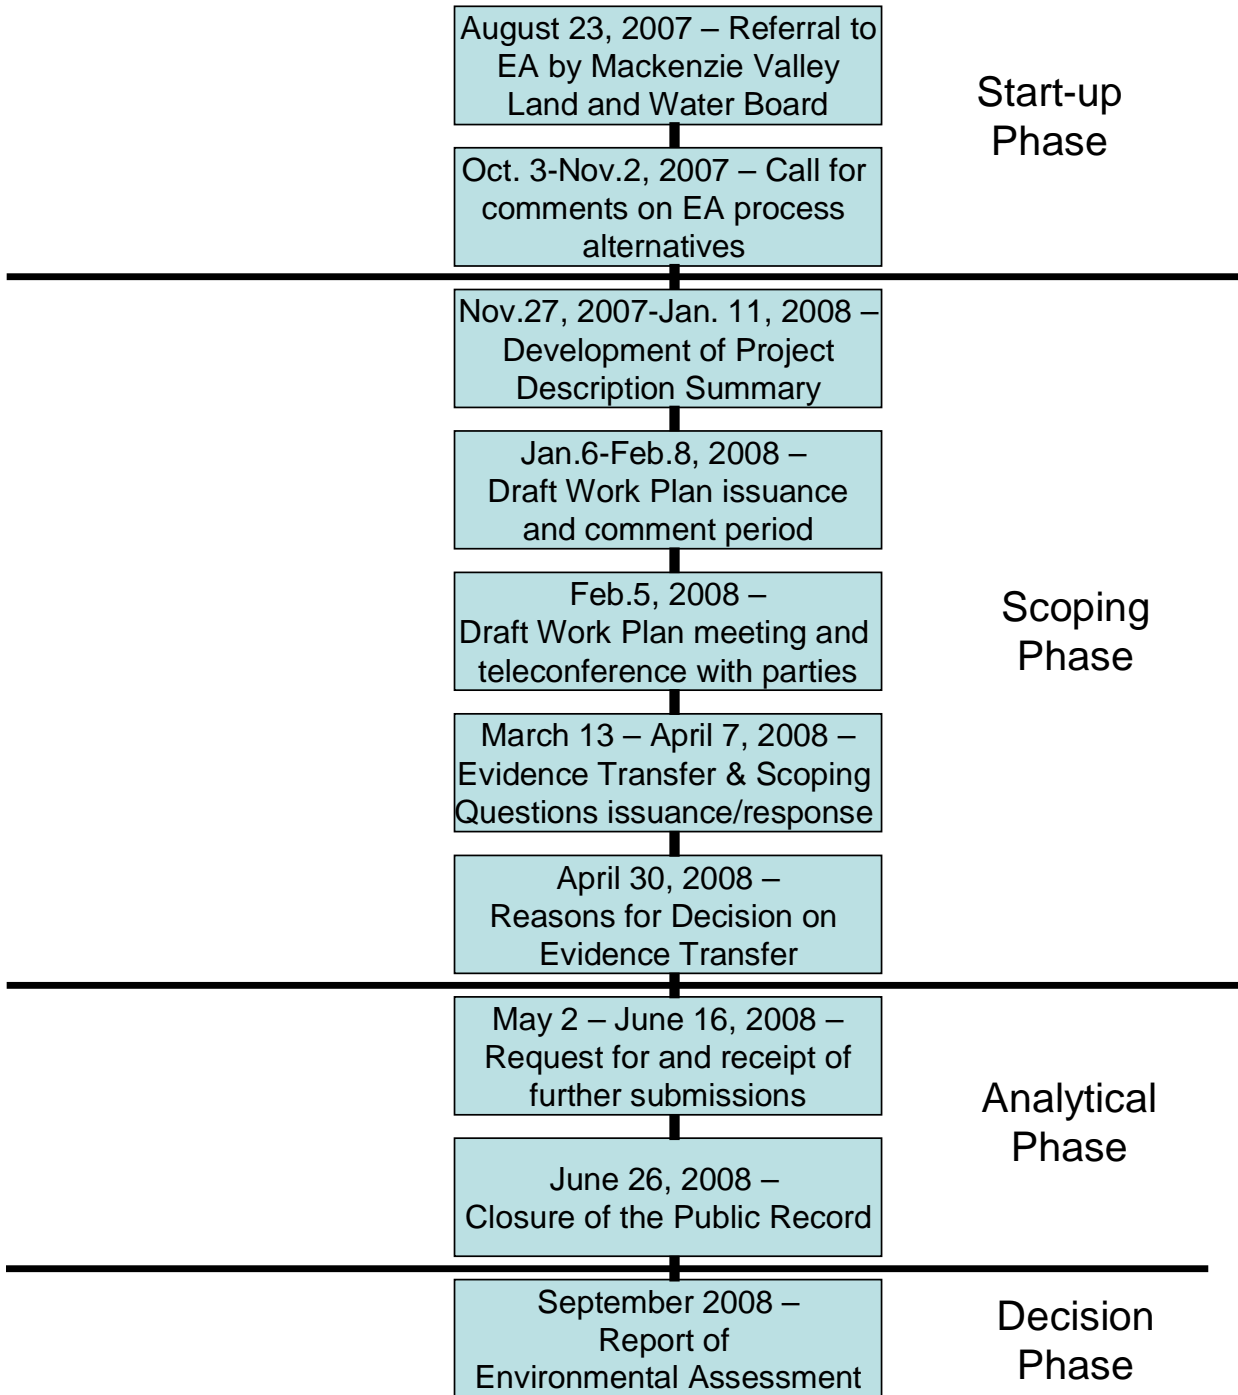 August 23, 2007 – Referral to
EA by Mackenzie Valley
Land and Water Board
Start-up
Phase
Oct. 3-Nov.2, 2007 – Call for
comments on EA process
alternatives
Nov.27, 2007-Jan. 11, 2008 –
Development of Project
Description Summary
Jan.6-Feb.8, 2008 –
Draft Work Plan issuance
and comment period
Feb.5, 2008 –
Draft Work Plan meeting and
teleconference with parties
Scoping
Phase
March 13 – April 7, 2008 –
Evidence Transfer & Scoping
Questions issuance/response
April 30, 2008 –
Reasons for Decision on
Evidence Transfer
May 2 – June 16, 2008 –
Request for and receipt of
further submissions
Analytical
Phase
June 26, 2008 –
Closure of the Public Record
September 2008 –
Report of
Environmental Assessment
Decision
Phase